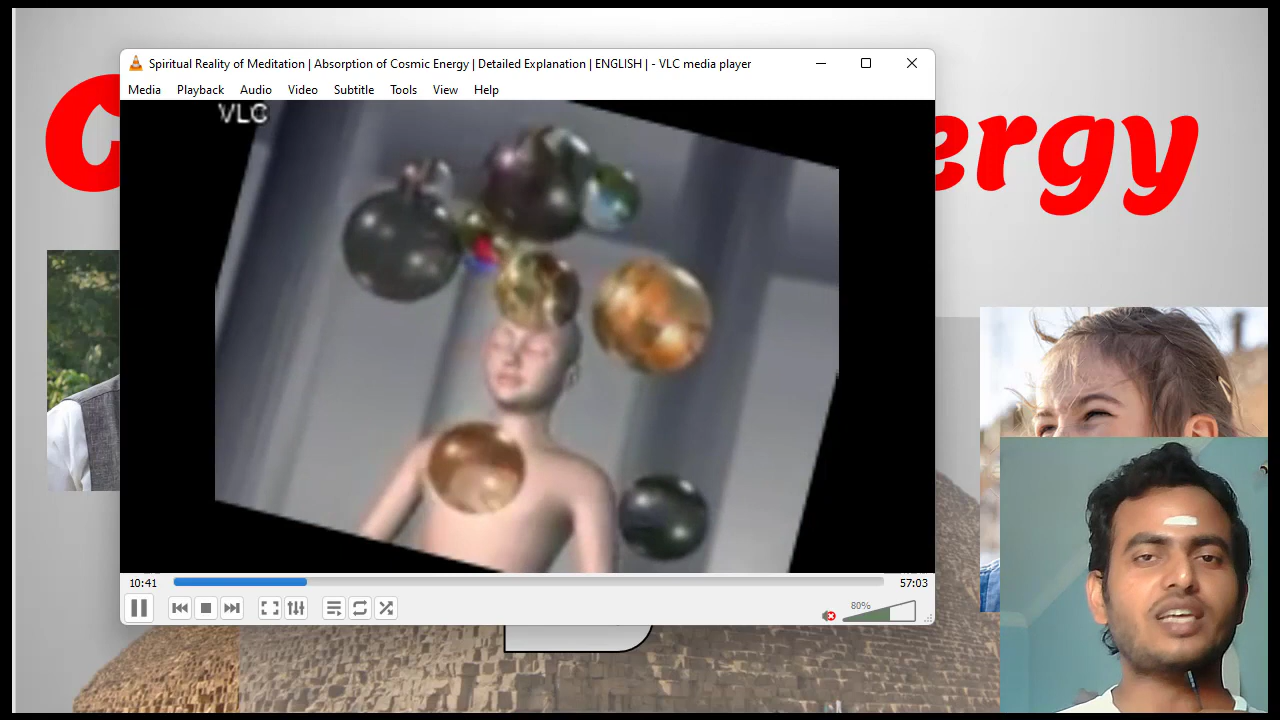 Spiritual Reality of Meditation | Absorption of Cosmic Energy | Detailed Explanation | ENGLISH | - VLC media player
Media Playback Audio Video Subtitle Tools View Help
VLC
C
ergy
10:41
57:03
80%